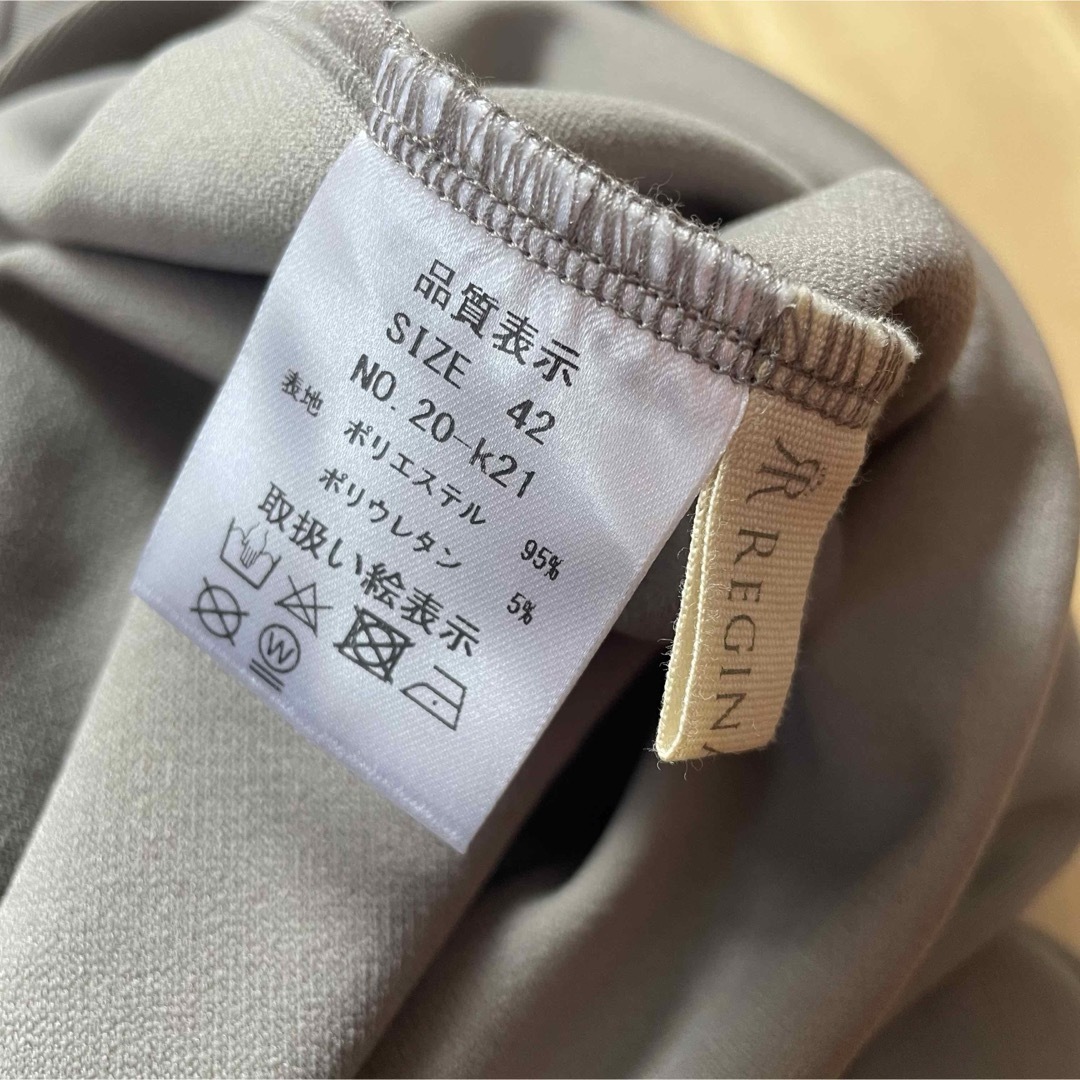 品質表示
SIZE 42
NO. 20-k21
表地 ポリエステル 95%
ポリウレタン 5%
取扱い絵表示
W
REGINA